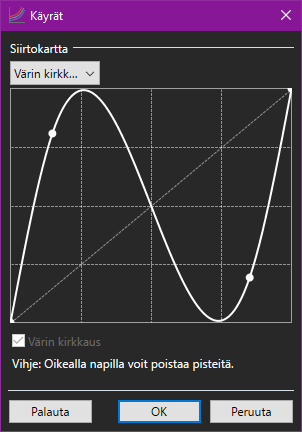 Käyrät
Siirtokartta
Värin kirkk...
Värin kirkkaus
Vihje: Oikealla napilla voit poistaa pisteitä.
Palauta
OK
Peruuta